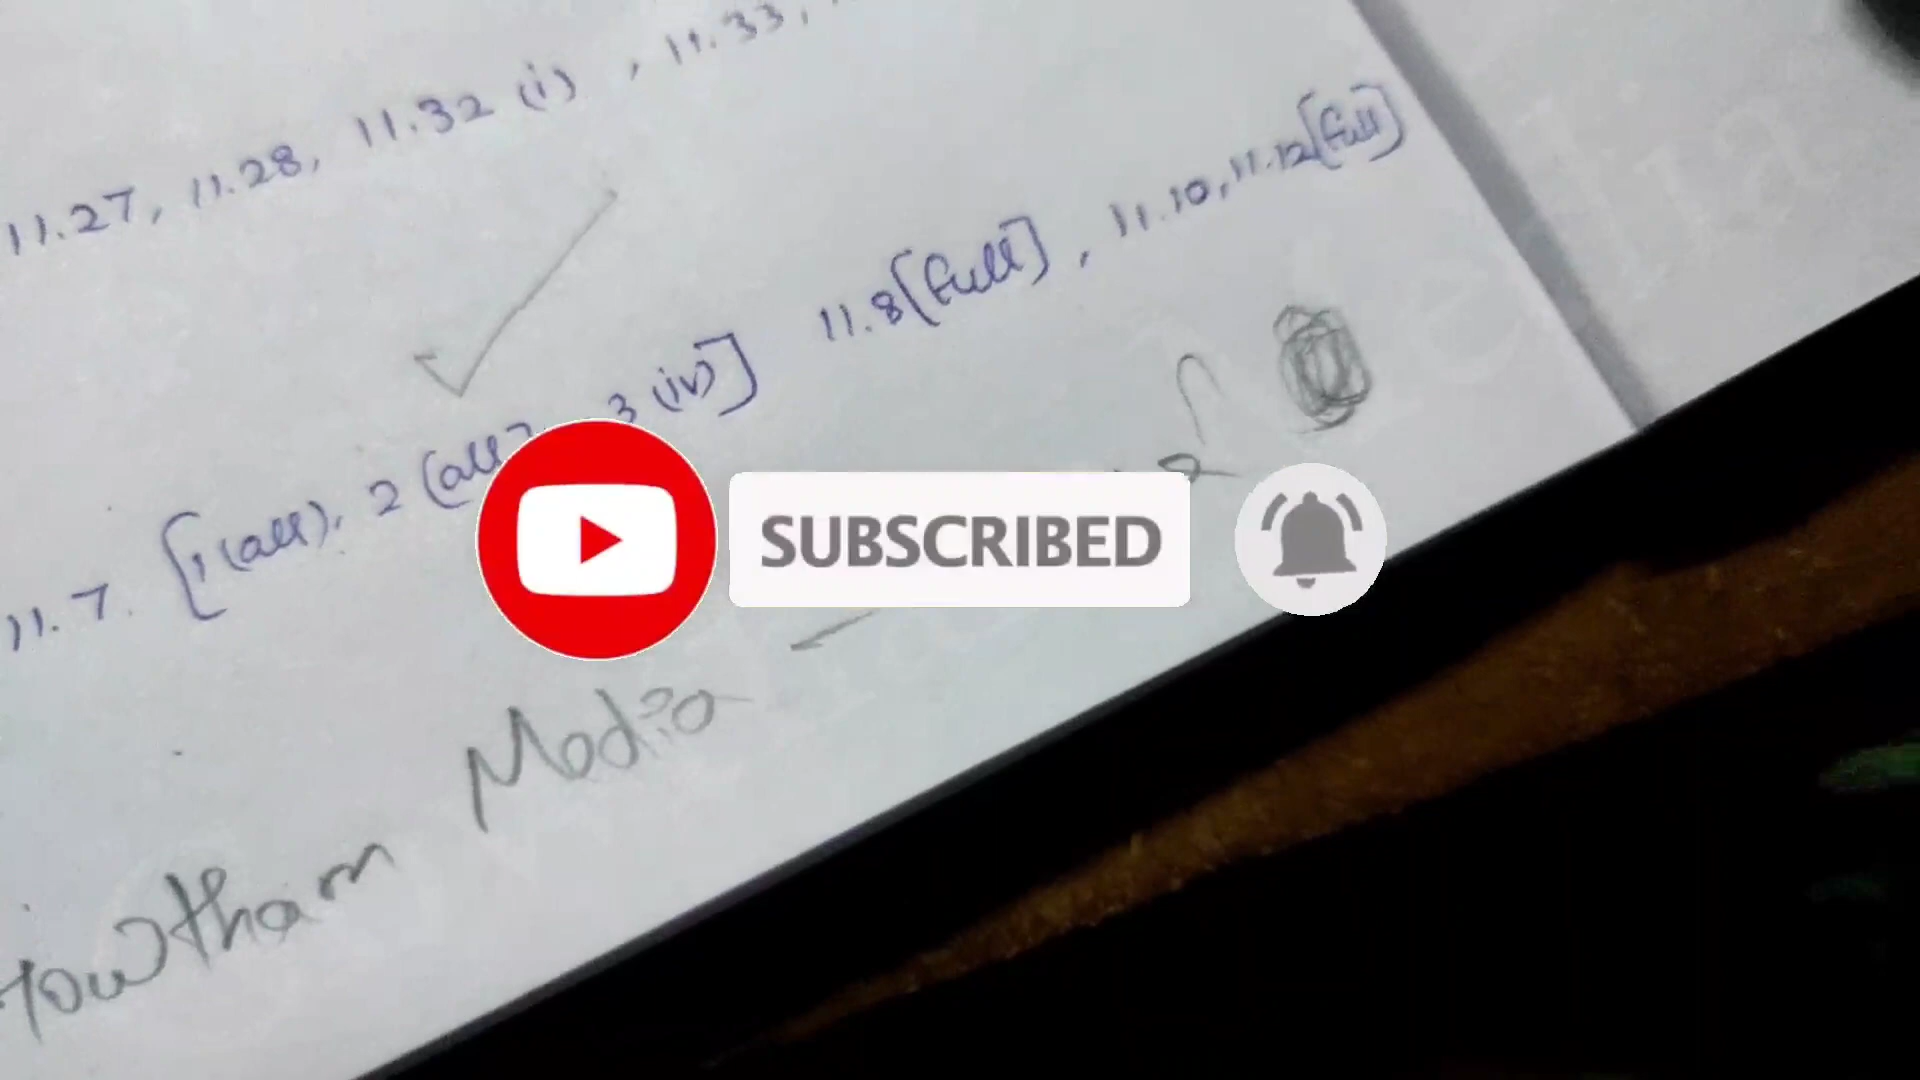 11.27, 11.28, 11.32 (i), 11.33,
11.7. [1(all), 2 (all), 3 (iv)] 11.8[full], 11.10, 11.12[full]
SUBSCRIBED
Media